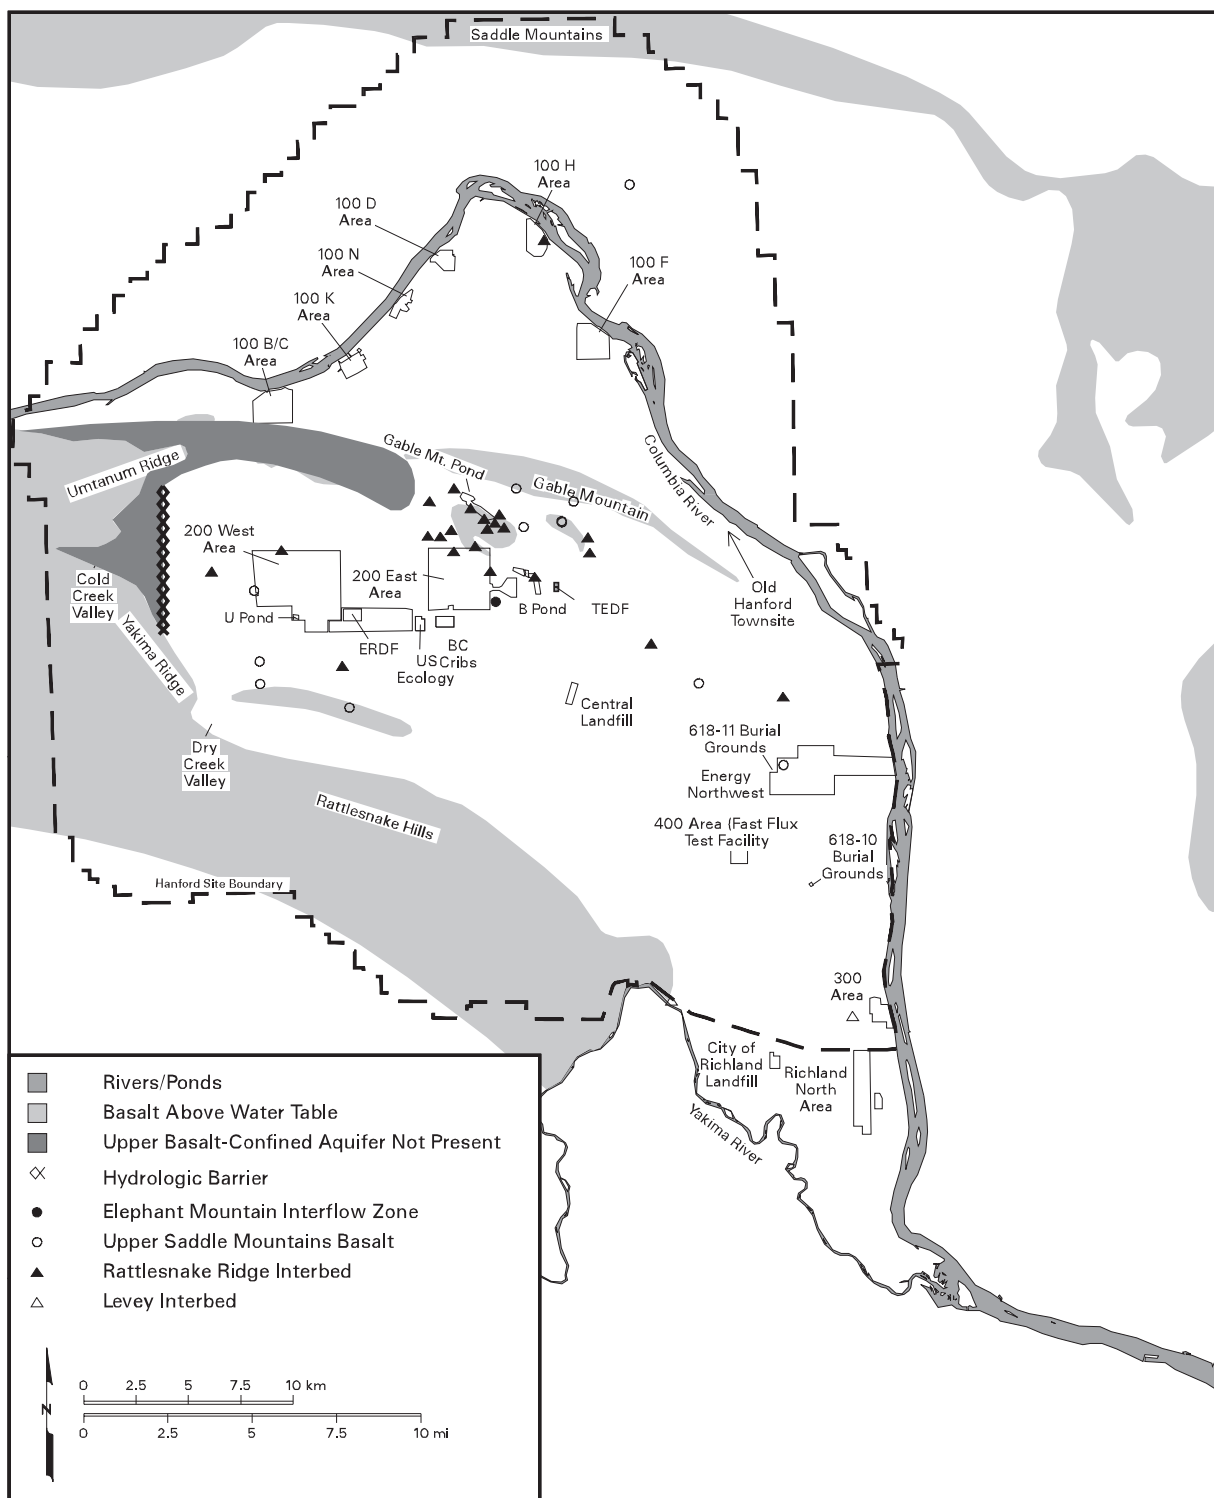 Saddle Mountains
100 H
Area
100 D
Area
100 N
Area
100 F
Area
100 K
Area
100 B/C
Area
Columbia River
Gable Mt. Pond
Gable Mountain
Umtanum Ridge
200 West
Area
200 East
Area
Cold
Creek
Valley
Yakima Ridge
U Pond
B Pond
TEDF
Old
Hanford
Townsite
ERDF
US
Ecology
BC
Cribs
Central
Landfill
Dry
Creek
Valley
618-11 Burial
Grounds
Energy
Northwest
Rattlesnake Hills
400 Area (Fast Flux
Test Facility
618-10
Burial
Grounds
Hanford Site Boundary
300
Area
City of
Richland
Landfill
Richland
North
Area
Yakima River
Rivers/Ponds
Basalt Above Water Table
Upper Basalt-Confined Aquifer Not Present
Hydrologic Barrier
Elephant Mountain Interflow Zone
Upper Saddle Mountains Basalt
Rattlesnake Ridge Interbed
Levey Interbed
N
0 2.5 5 7.5 10 km
0 2.5 5 7.5 10 mi